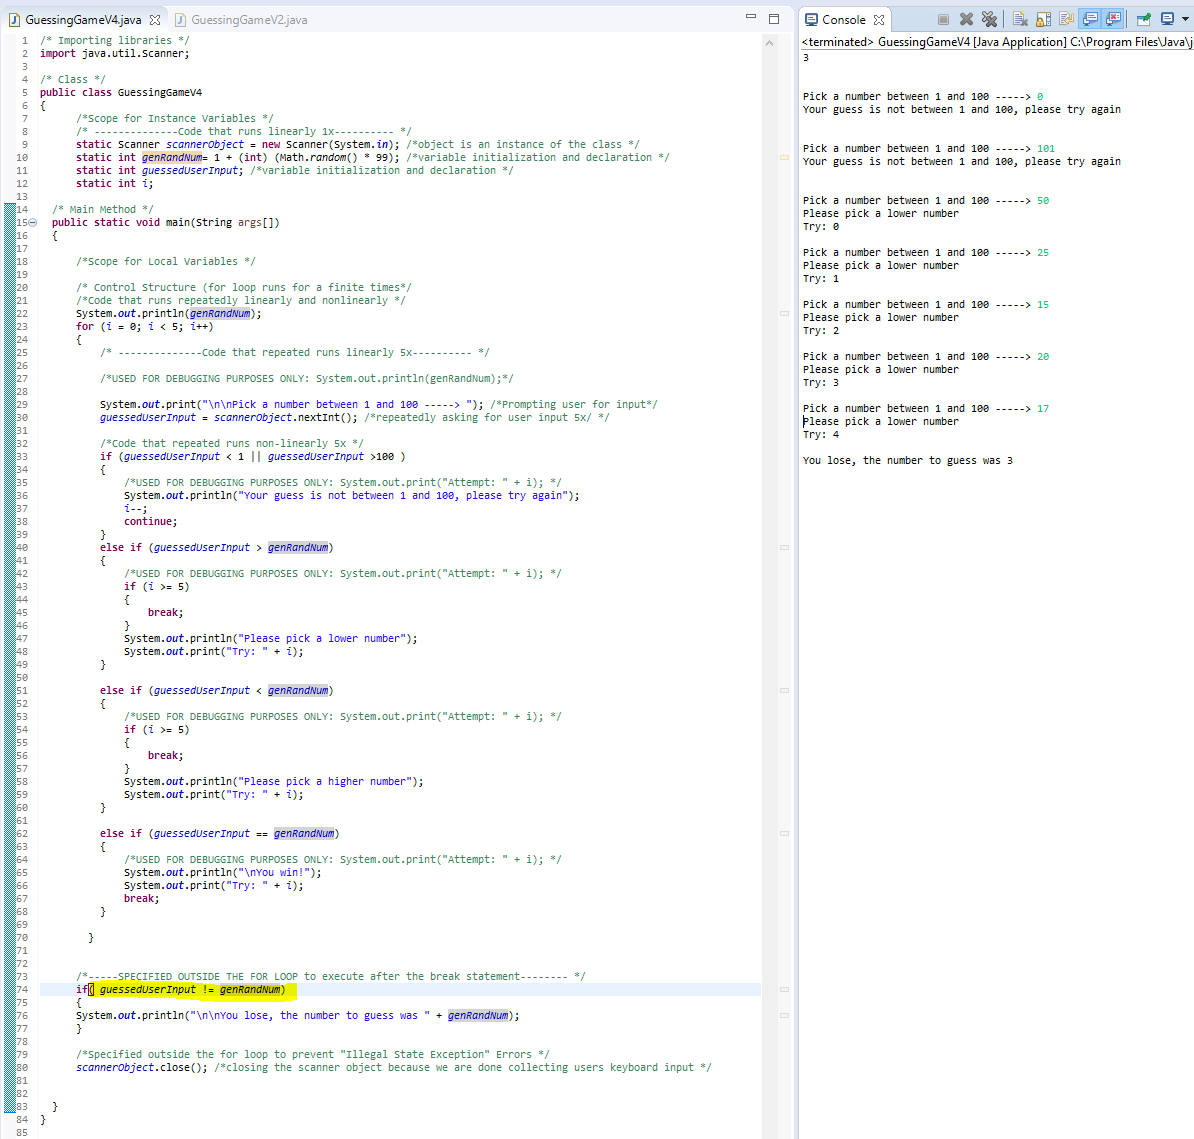 GuessingGameV4.java
GuessingGameV2.java
1 /* Importing libraries */
2 import java.util.Scanner;
3
4 /* Class */
5 public class GuessingGameV4
6 {
7 /*Scope for Instance Variables */
8 /* --------------Code that runs linearly 1x---------- */
9 static Scanner scannerObject = new Scanner(System.in); /*object is an instance of the class */
10 static int genRandNum= 1 + (int) (Math.random() * 99); /*variable initialization and declaration */
11 static int guessedUserInput; /*variable initialization and declaration */
12 static int i;
13
14 /* Main Method */
15 public static void main(String args[])
16 {
17
18 /*Scope for Local Variables */
19
20 /* Control Structure (for loop runs for a finite times*/
21 /*Code that runs repeatedly linearly and nonlinearly */
22 System.out.println(genRandNum);
23 for (i = 0; i < 5; i++)
24 {
25 /* --------------Code that repeated runs linearly 5x---------- */
26
27 /*USED FOR DEBUGGING PURPOSES ONLY: System.out.println(genRandNum);*/
28
29 System.out.print("\n\nPick a number between 1 and 100 -----> "); /*Prompting user for input*/
30 guessedUserInput = scannerObject.nextInt(); /*repeatedly asking for user input 5x/ */
31
32 /*Code that repeated runs non-linearly 5x */
33 if (guessedUserInput < 1 || guessedUserInput >100 )
34 {
35 /*USED FOR DEBUGGING PURPOSES ONLY: System.out.print("Attempt: " + i); */
36 System.out.println("Your guess is not between 1 and 100, please try again");
37 i--;
38 continue;
39 }
40 else if (guessedUserInput > genRandNum)
41 {
42 /*USED FOR DEBUGGING PURPOSES ONLY: System.out.print("Attempt: " + i); */
43 if (i >= 5)
44 {
45 break;
46 }
47 System.out.println("Please pick a lower number");
48 System.out.print("Try: " + i);
49 }
50
51 else if (guessedUserInput < genRandNum)
52 {
53 /*USED FOR DEBUGGING PURPOSES ONLY: System.out.print("Attempt: " + i); */
54 if (i >= 5)
55 {
56 break;
57 }
58 System.out.println("Please pick a higher number");
59 System.out.print("Try: " + i);
60 }
61
62 else if (guessedUserInput == genRandNum)
63 {
64 /*USED FOR DEBUGGING PURPOSES ONLY: System.out.print("Attempt: " + i); */
65 System.out.println("\nYou win!");
66 System.out.print("Try: " + i);
67 break;
68 }
69
70 }
71
72
73 /*-----SPECIFIED OUTSIDE THE FOR LOOP to execute after the break statement-------- */
74 if( guessedUserInput != genRandNum)
75 {
76 System.out.println("\n\nYou lose, the number to guess was " + genRandNum);
77 }
78
79 /*Specified outside the for loop to prevent "Illegal State Exception" Errors */
80 scannerObject.close(); /*closing the scanner object because we are done collecting users keyboard input */
81
82
83 }
84 }
85
Console
<terminated> GuessingGameV4 [Java Application] C:\Program Files\Java\j
3
Pick a number between 1 and 100 -----> 0
Your guess is not between 1 and 100, please try again
Pick a number between 1 and 100 -----> 101
Your guess is not between 1 and 100, please try again
Pick a number between 1 and 100 -----> 50
Please pick a lower number
Try: 0
Pick a number between 1 and 100 -----> 25
Please pick a lower number
Try: 1
Pick a number between 1 and 100 -----> 15
Please pick a lower number
Try: 2
Pick a number between 1 and 100 -----> 20
Please pick a lower number
Try: 3
Pick a number between 1 and 100 -----> 17
Please pick a lower number
Try: 4
You lose, the number to guess was 3